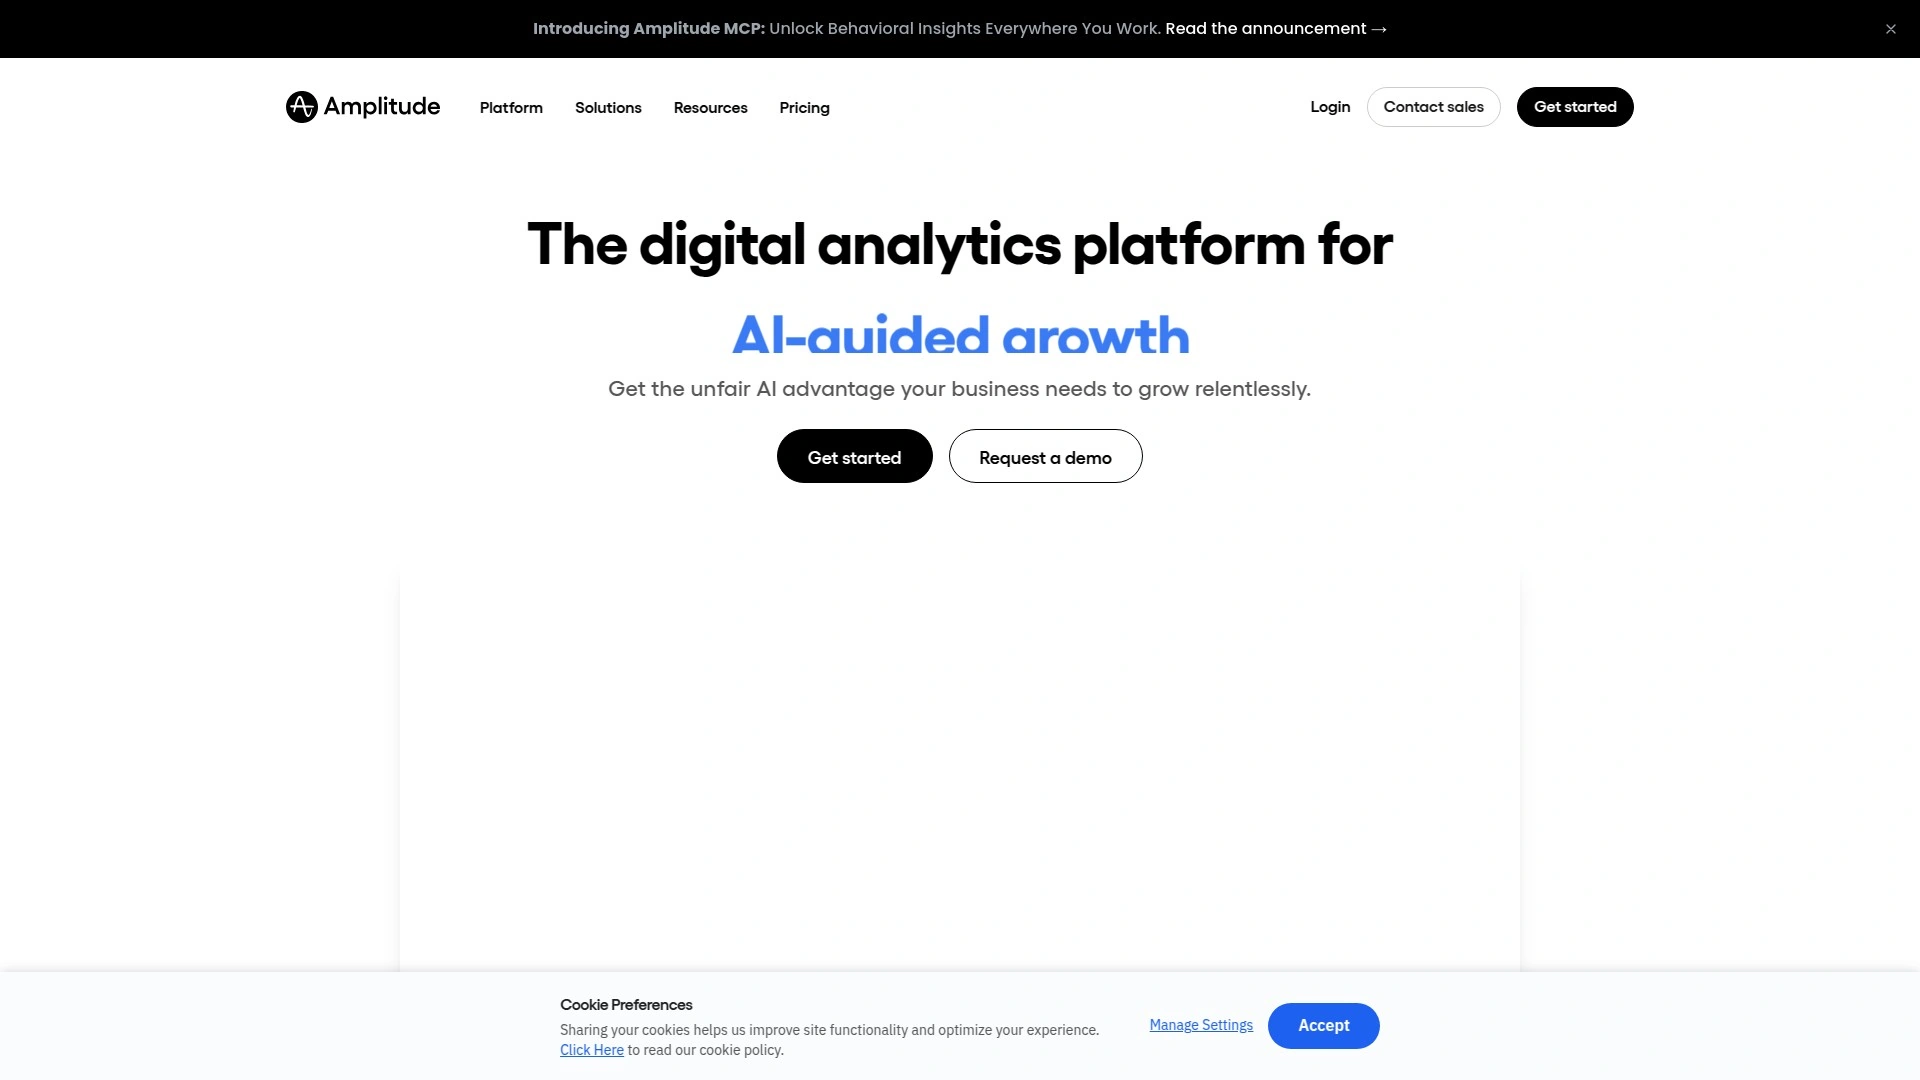 Introducing Amplitude MCP: Unlock Behavioral Insights Everywhere You Work. Read the announcement →
Amplitude
Platform Solutions Resources Pricing
Login Contact sales Get started
The digital analytics platform for
AI-guided growth
Get the unfair AI advantage your business needs to grow relentlessly.
Get started Request a demo
Cookie Preferences
Sharing your cookies helps us improve site functionality and optimize your experience.
Click Here to read our cookie policy.
Manage Settings Accept